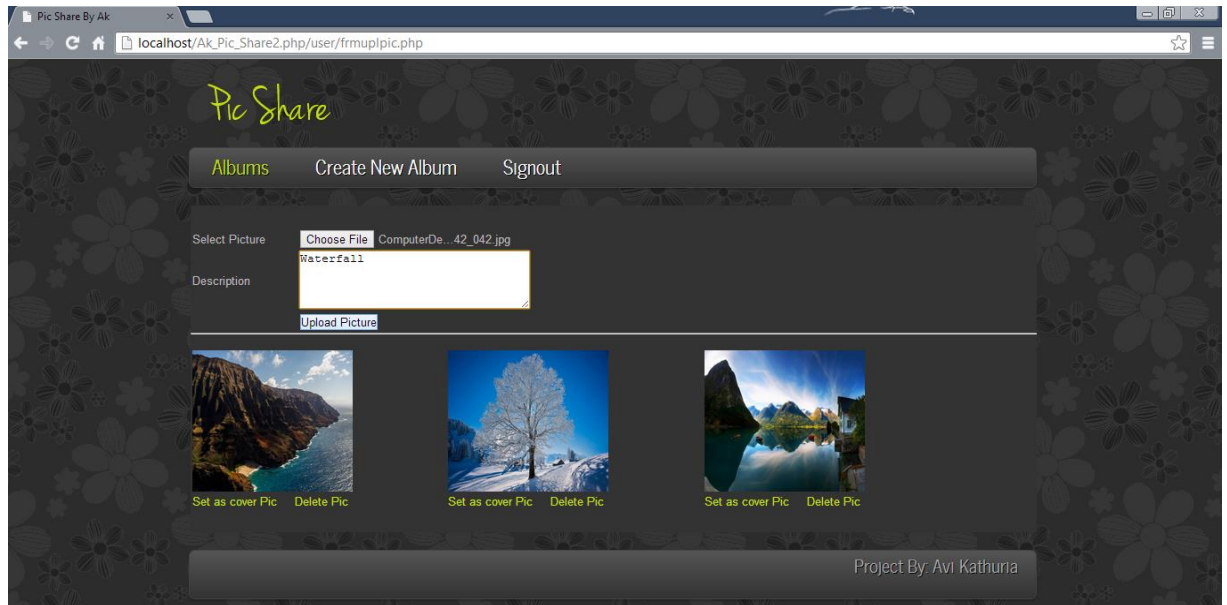 Pic Share By Ak
localhost/Ak_Pic_Share2.php/user/frmuplpic.php
Pic Share
Albums Create New Album Signout
Select Picture Choose File ComputerDe...42_042.jpg
Waterfall
Description
Upload Picture
Set as cover Pic Delete Pic Set as cover Pic Delete Pic Set as cover Pic Delete Pic
Project By: Avi Kathuria